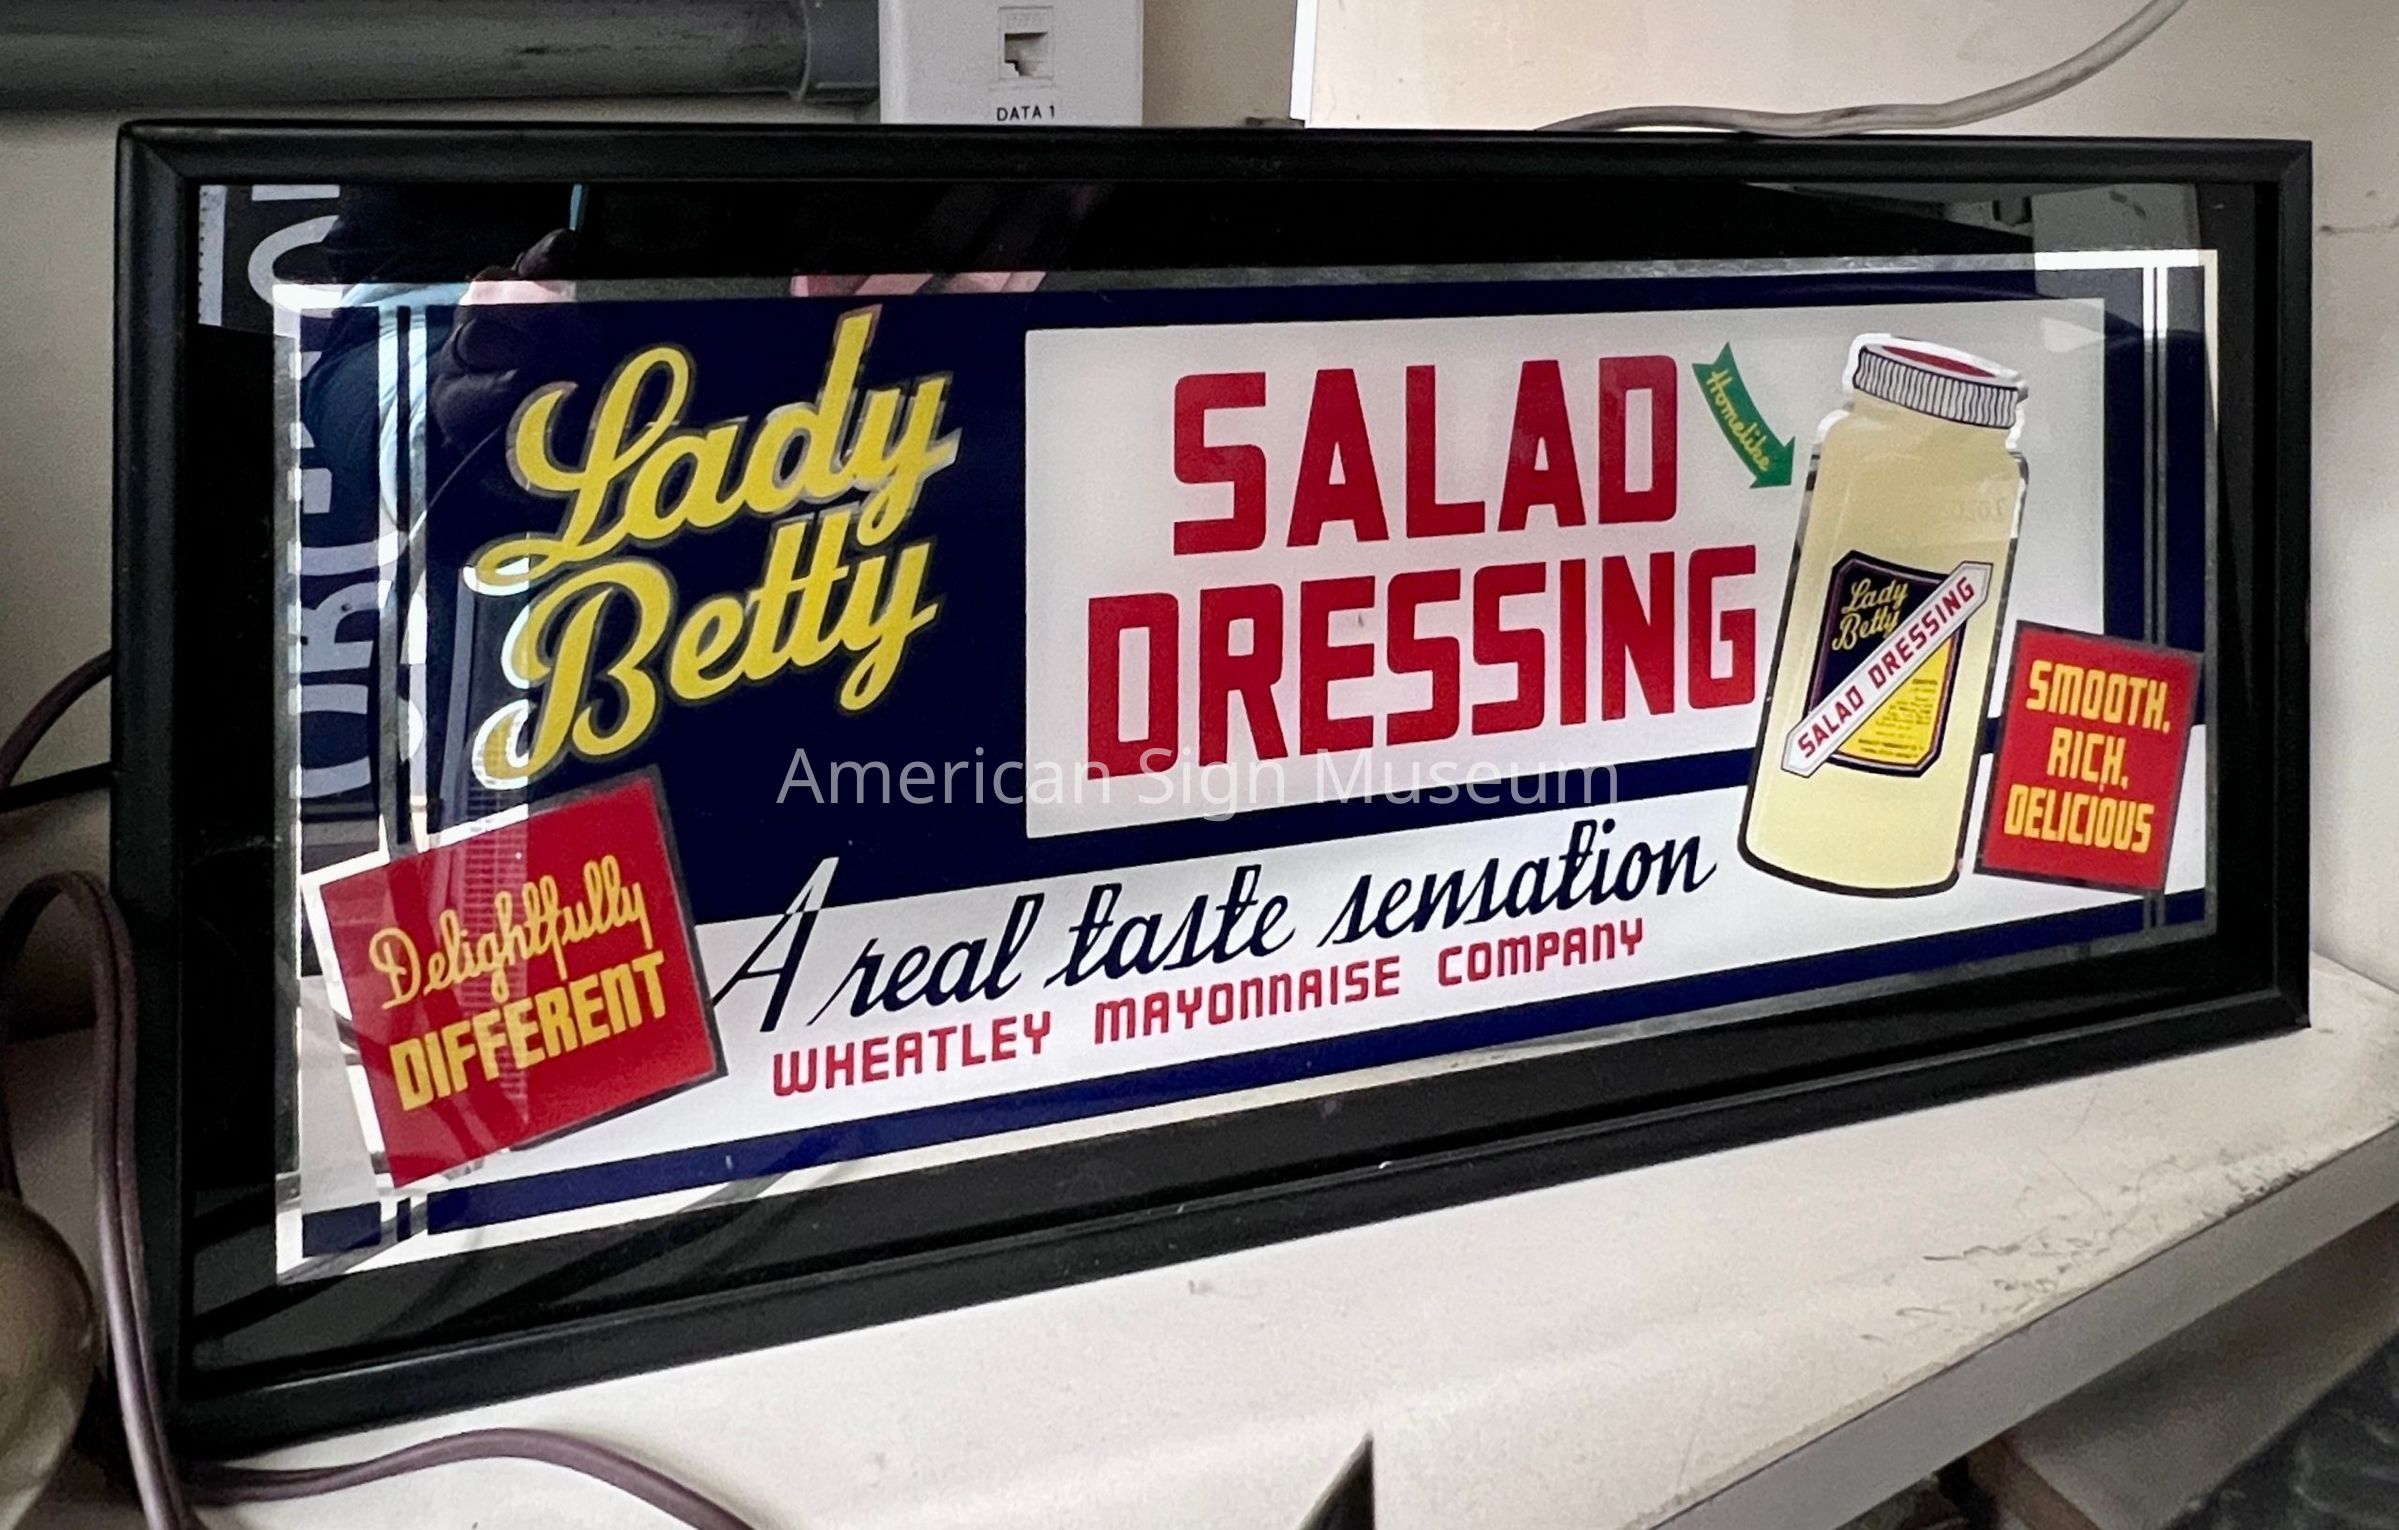 DATA 1
Lady
Betty
SALAD
DRESSING
Homelike
Lady
Betty
SALAD DRESSING
SMOOTH,
RICH,
DELICIOUS
American Sign Museum
Delightfully
DIFFERENT
A real taste sensation
WHEATLEY MAYONNAISE COMPANY